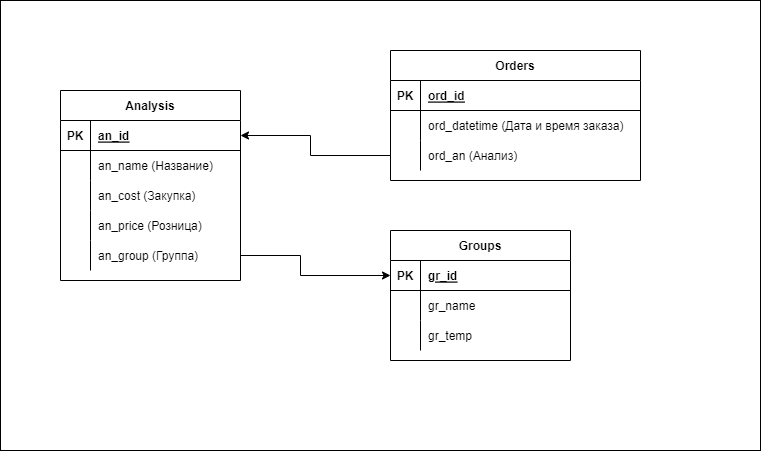 Analysis
PK an_id
an_name (Название)
an_cost (Закупка)
an_price (Розница)
an_group (Группа)
Orders
PK ord_id
ord_datetime (Дата и время заказа)
ord_an (Анализ)
Groups
PK gr_id
gr_name
gr_temp